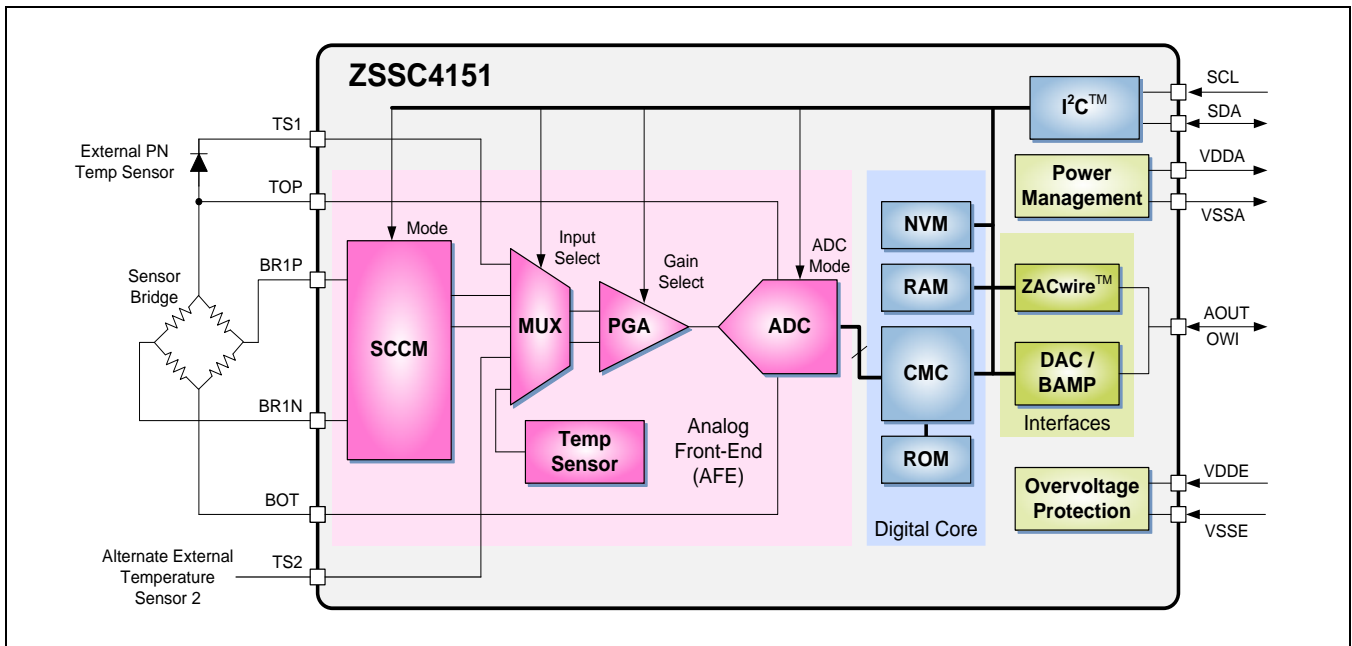 ZSSC4151
SCL
I²C™
SDA
TS1
External PN
Temp Sensor
VDDA
Power
Management
VSSA
TOP
Mode
Input
Select
Gain
Select
ADC
Mode
NVM
BR1P
Sensor
Bridge
RAM
ZACwire™
SCCM
MUX
PGA
ADC
AOUT
OWI
CMC
DAC /
BAMP
BR1N
Interfaces
Temp
Sensor
Analog
Front-End
(AFE)
ROM
VDDE
Overvoltage
Protection
VSSE
BOT
Digital Core
Alternate External
Temperature
Sensor 2
TS2